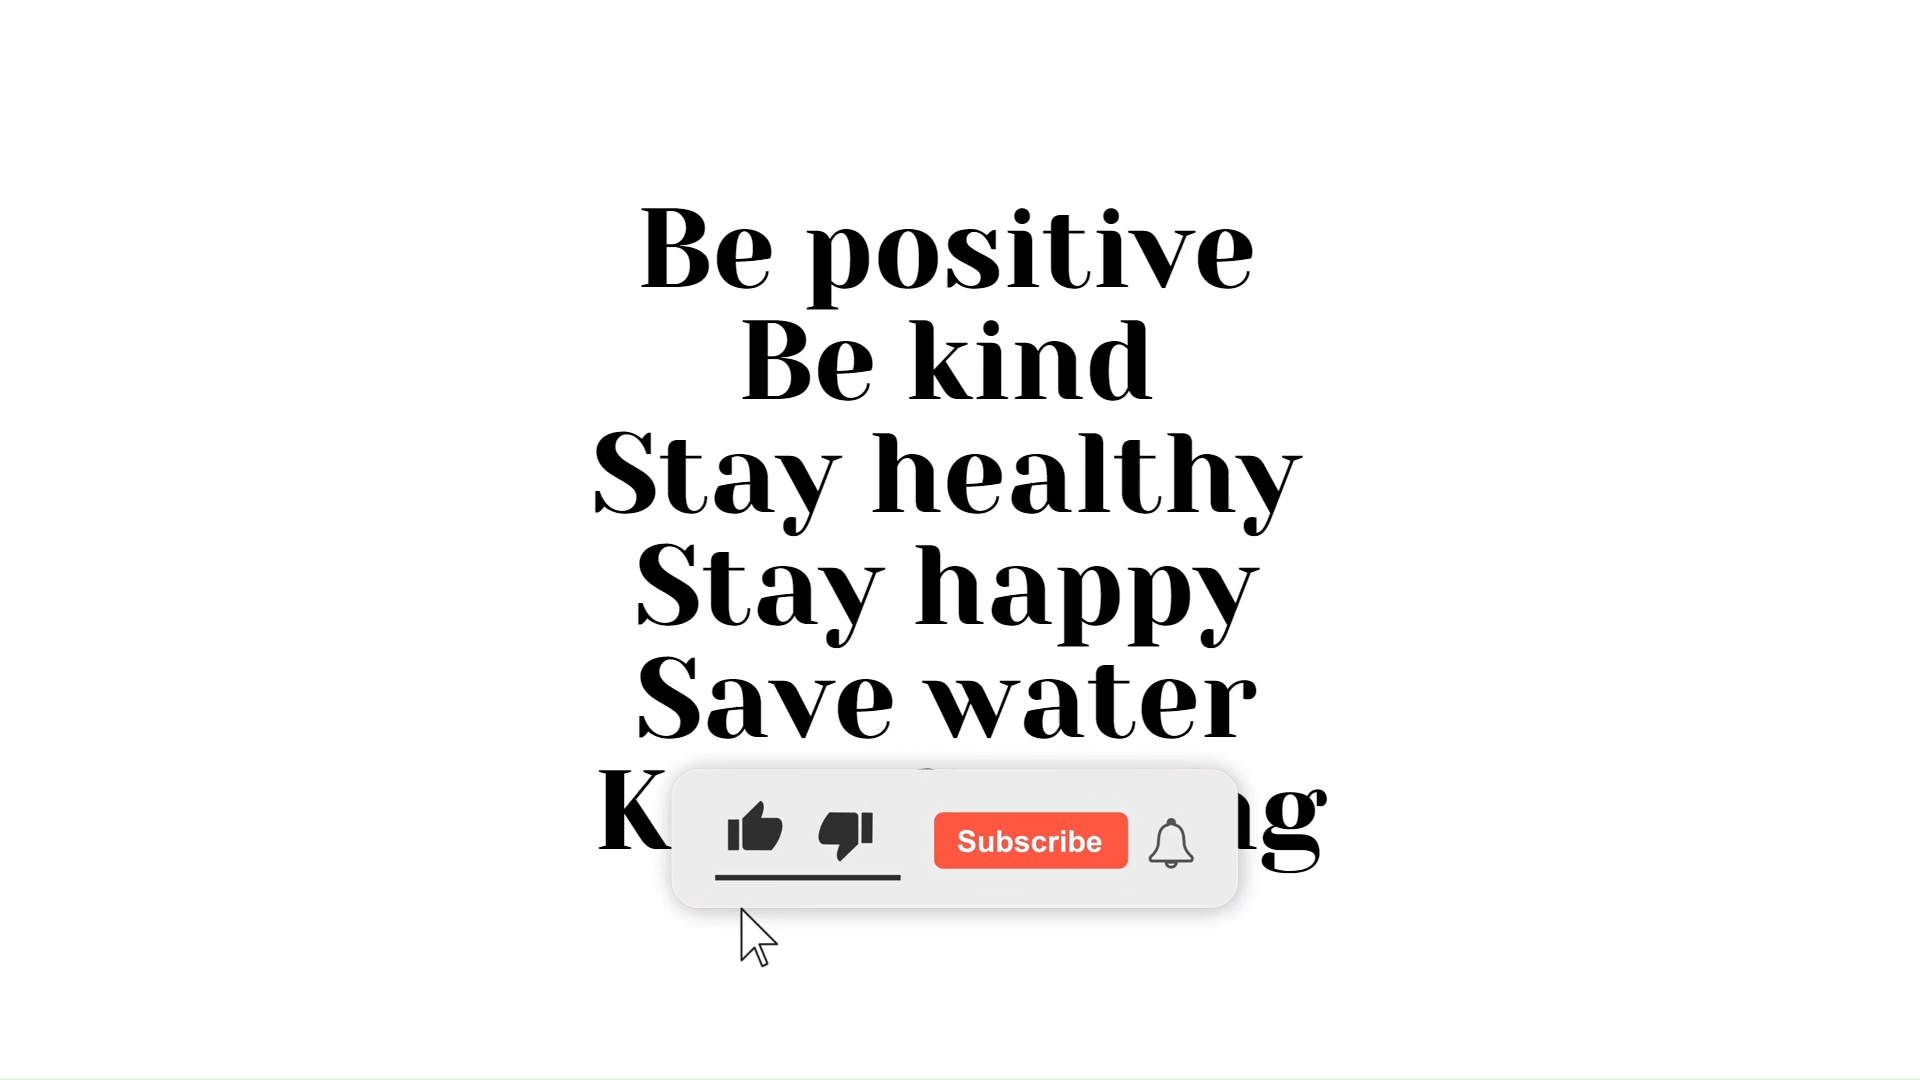 Be positive
Be kind
Stay healthy
Stay happy
Save water
Subscribe